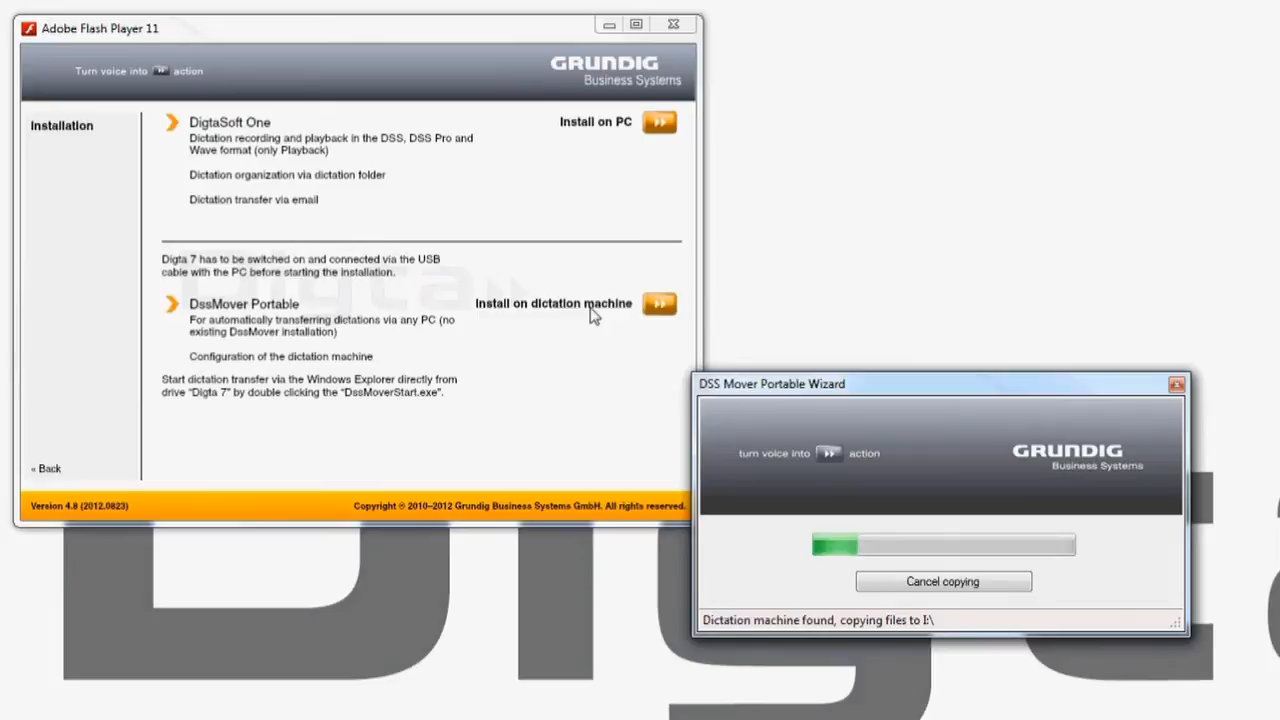 Adobe Flash Player 11
Turn voice into action
GRUNDIG
Business Systems
Installation
DigtaSoft One
Install on PC
Dictation recording and playback in the DSS, DSS Pro and
Wave format (only Playback)
Dictation organization via dictation folder
Dictation transfer via email
Digta 7 has to be switched on and connected via the USB
cable with the PC before starting the installation.
Digta
DssMover Portable
Install on dictation machine
For automatically transferring dictations via any PC (no
existing DssMover installation)
Configuration of the dictation machine
Start dictation transfer via the Windows Explorer directly from
drive "Digta 7" by double clicking the "DssMoverStart.exe".
« Back
Version 4.8 (2012.0823)
Copyright © 2010–2012 Grundig Business Systems GmbH. All rights reserved.
DSS Mover Portable Wizard
turn voice into action
GRUNDIG
Business Systems
Cancel copying
Dictation machine found, copying files to I:\